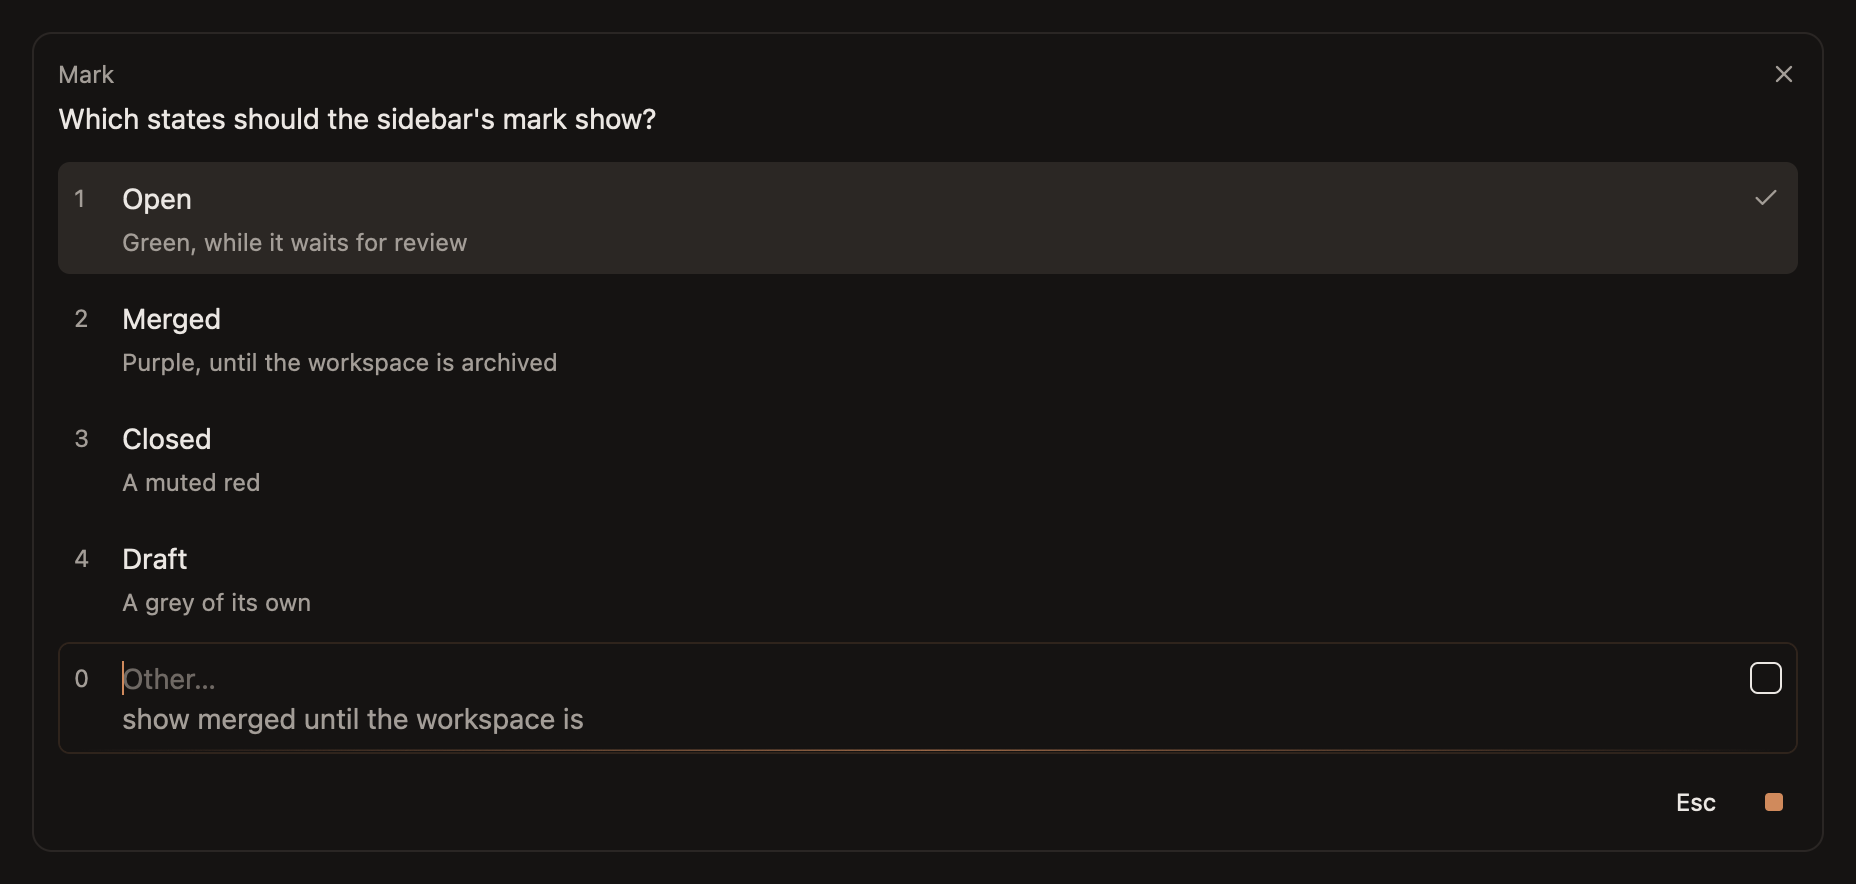 Mark
Which states should the sidebar's mark show?
1 Open
Green, while it waits for review
2 Merged
Purple, until the workspace is archived
3 Closed
A muted red
4 Draft
A grey of its own
0 Other...
show merged until the workspace is
Esc